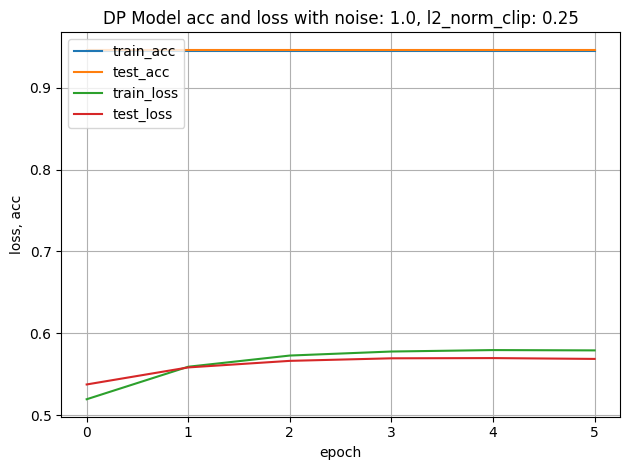 DP Model acc and loss with noise: 1.0, l2_norm_clip: 0.25
train_acc
test_acc
train_loss
test_loss
loss, acc
0.9
0.8
0.7
0.6
0.5
0 1 2 3 4 5
epoch